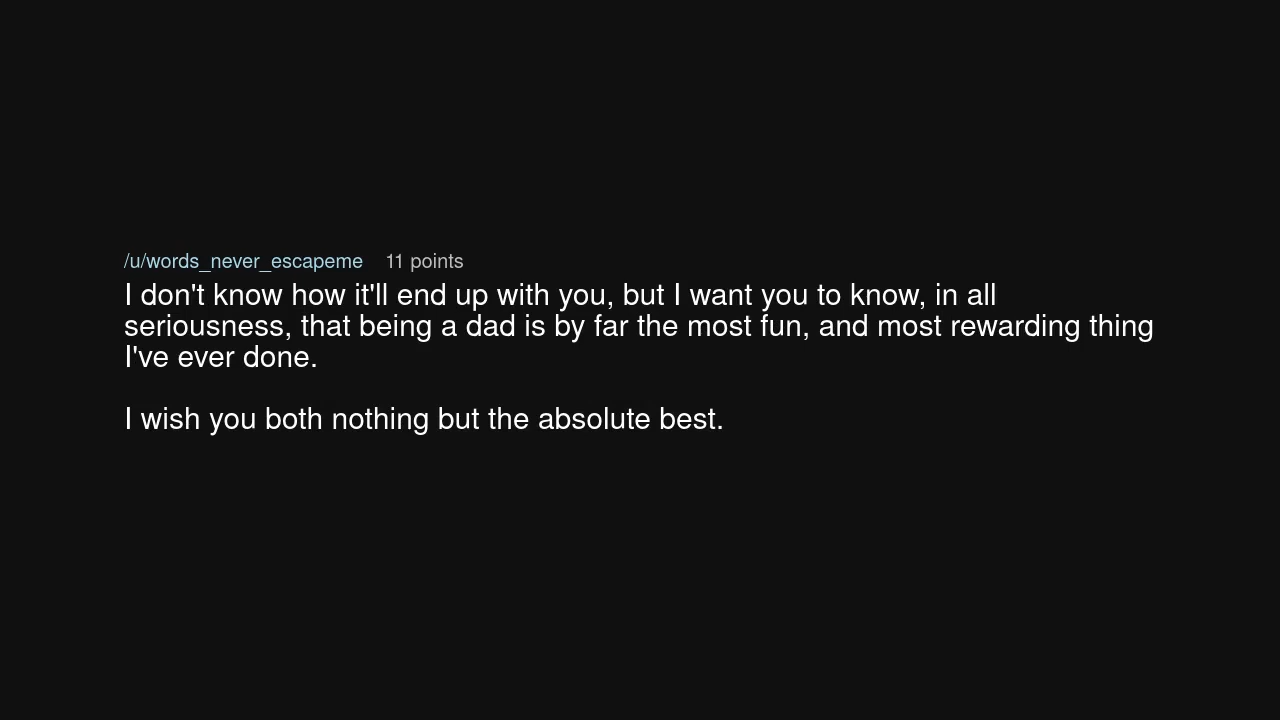 /u/words_never_escapeme 11 points
I don't know how it'll end up with you, but I want you to know, in all
seriousness, that being a dad is by far the most fun, and most rewarding thing
I've ever done.
I wish you both nothing but the absolute best.